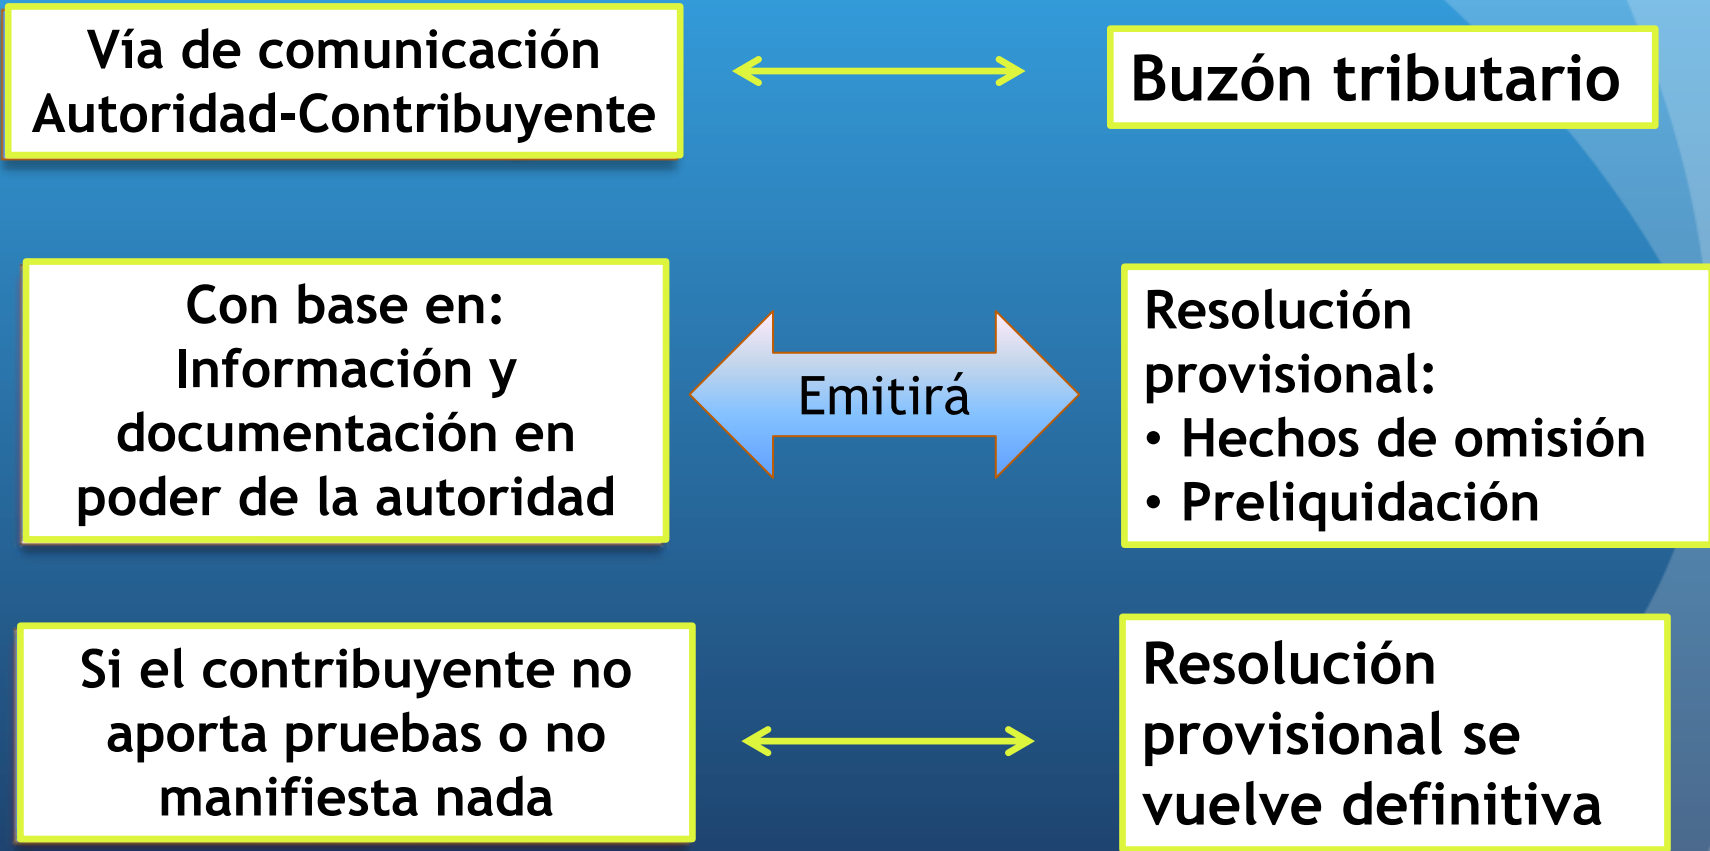 Vía de comunicación
Autoridad-Contribuyente
Buzón tributario
Con base en:
Información y
documentación en
poder de la autoridad
Emitirá
Resolución
provisional:
• Hechos de omisión
• Preliquidación
Si el contribuyente no
aporta pruebas o no
manifiesta nada
Resolución
provisional se
vuelve definitiva